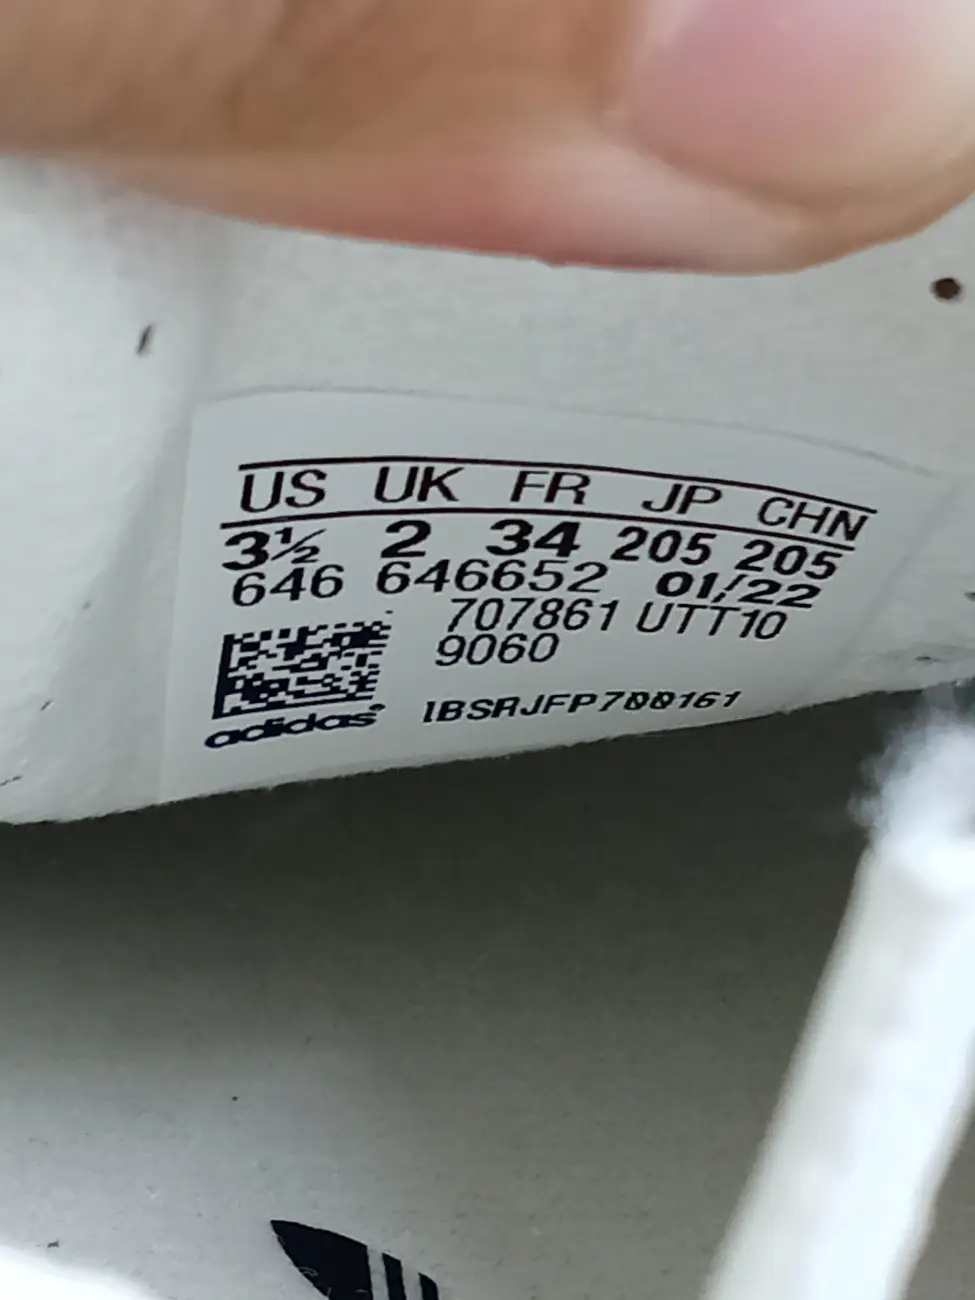 US UK FR JP CHN
3½ 2 34 205 205
646 646652 01/22
707861 UTT10
9060
adidas® IBSRJFP700161